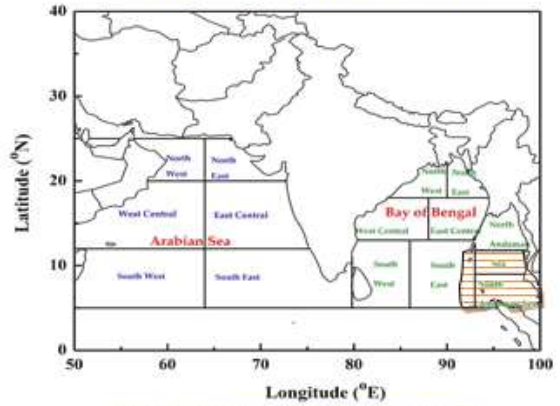 40
30
20
10
0
Latitude (°N)
North
West
North
East
West Central
East Central
Arabian Sea
South West
South East
North
West
North
East
Bay of Bengal
West Central
East Central
South
West
South
East
North
Andaman
Sea
South
50
60
70
80
90
100
Longitude (°E)